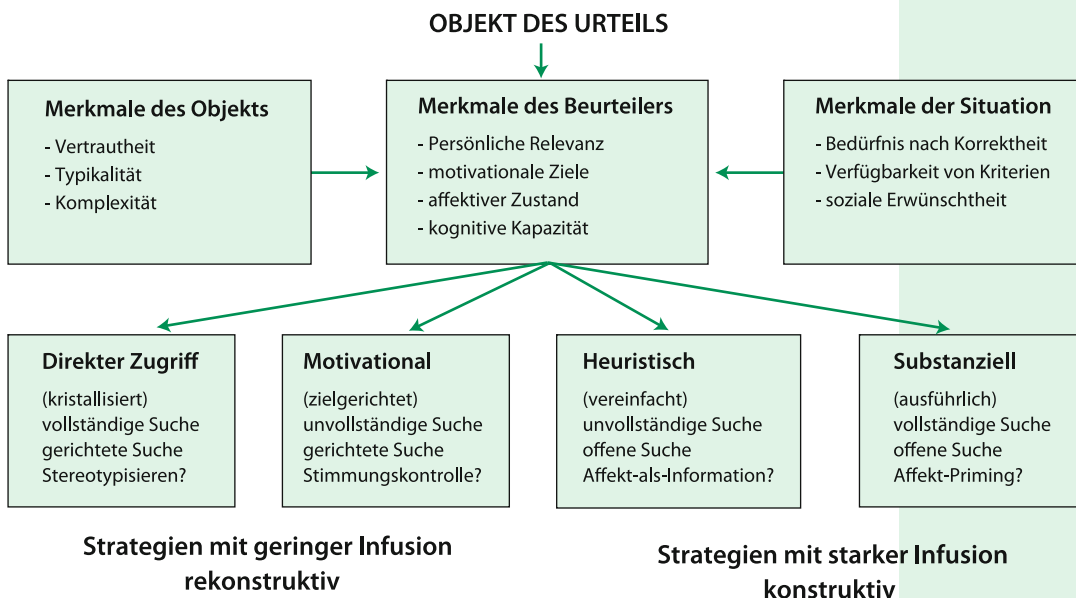 OBJEKT DES URTEILS
Merkmale des Objekts
- Vertrautheit
- Typikalität
- Komplexität
Merkmale des Beurteilers
- Persönliche Relevanz
- motivationale Ziele
- affektiver Zustand
- kognitive Kapazität
Merkmale der Situation
- Bedürfnis nach Korrektheit
- Verfügbarkeit von Kriterien
- soziale Erwünschtheit
Direkter Zugriff
(kristallisiert)
vollständige Suche
gerichtete Suche
Stereotypisieren?
Motivational
(zielgerichtet)
unvollständige Suche
gerichtete Suche
Stimmungskontrolle?
Heuristisch
(vereinfacht)
unvollständige Suche
offene Suche
Affekt-als-Information?
Substanziell
(ausführlich)
vollständige Suche
offene Suche
Affekt-Priming?
Strategien mit geringer Infusion
rekonstruktiv
Strategien mit starker Infusion
konstruktiv